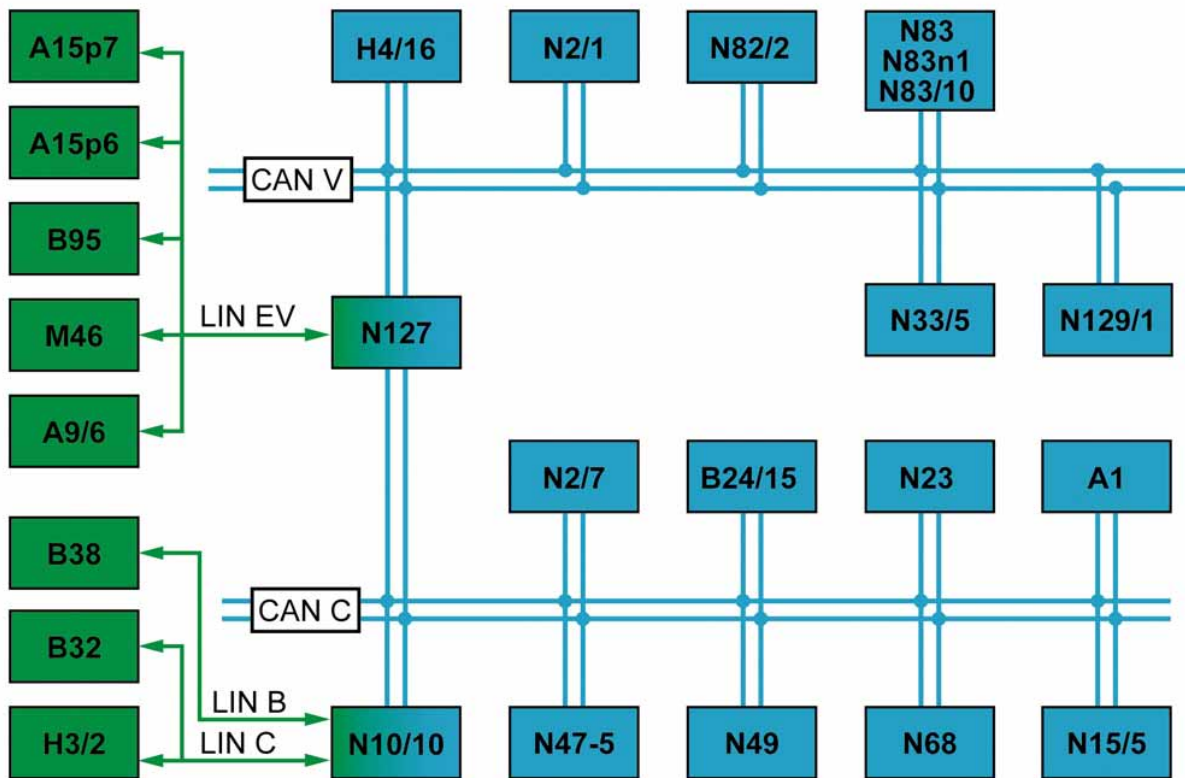 A15p7
H4/16
N2/1
N82/2
N83
N83n1
N83/10
A15p6
CAN V
B95
LIN EV
M46
N127
N33/5
N129/1
A9/6
N2/7
B24/15
N23
A1
B38
CAN C
B32
LIN B
H3/2
LIN C
N10/10
N47-5
N49
N68
N15/5